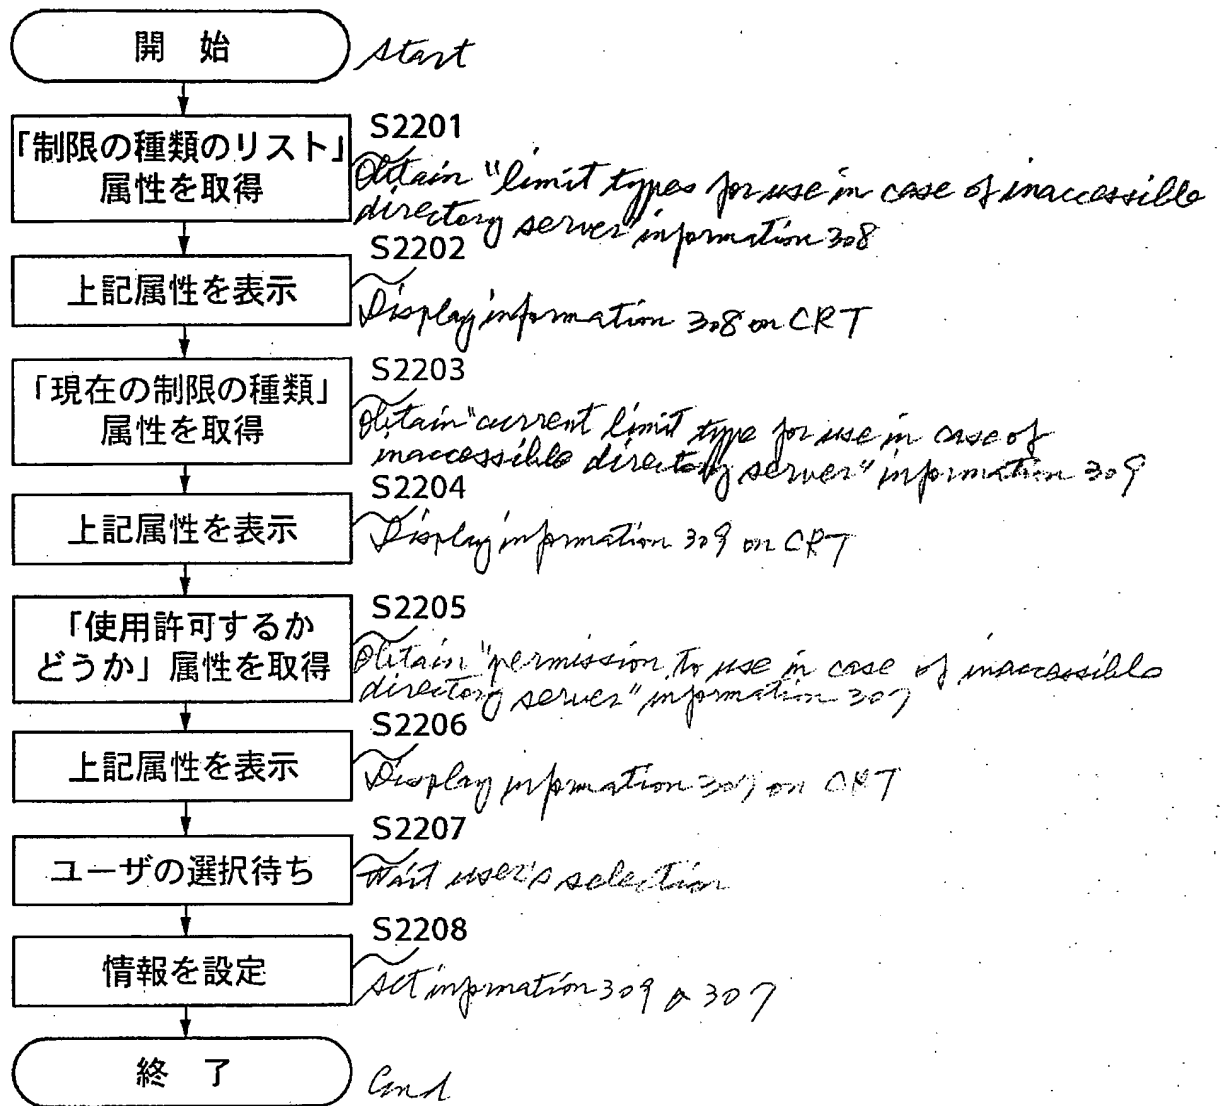 開 始
Start
「制限の種類のリスト」
属性を取得
S2201
Obtain "limit types for use in case of inaccessible
directory server" information 308
上記属性を表示
S2202
Display information 308 on CRT
「現在の制限の種類」
属性を取得
S2203
Obtain "current limit type for use in case of
inaccessible directory server" information 309
上記属性を表示
S2204
Display information 309 on CRT
「使用許可するか
どうか」属性を取得
S2205
Obtain "permission to use in case of inaccessible
directory server" information 307
上記属性を表示
S2206
Display information 307 on CRT
ユーザの選択待ち
S2207
Wait user's selection
情報を設定
S2208
Set information 309 & 307
終 了
End